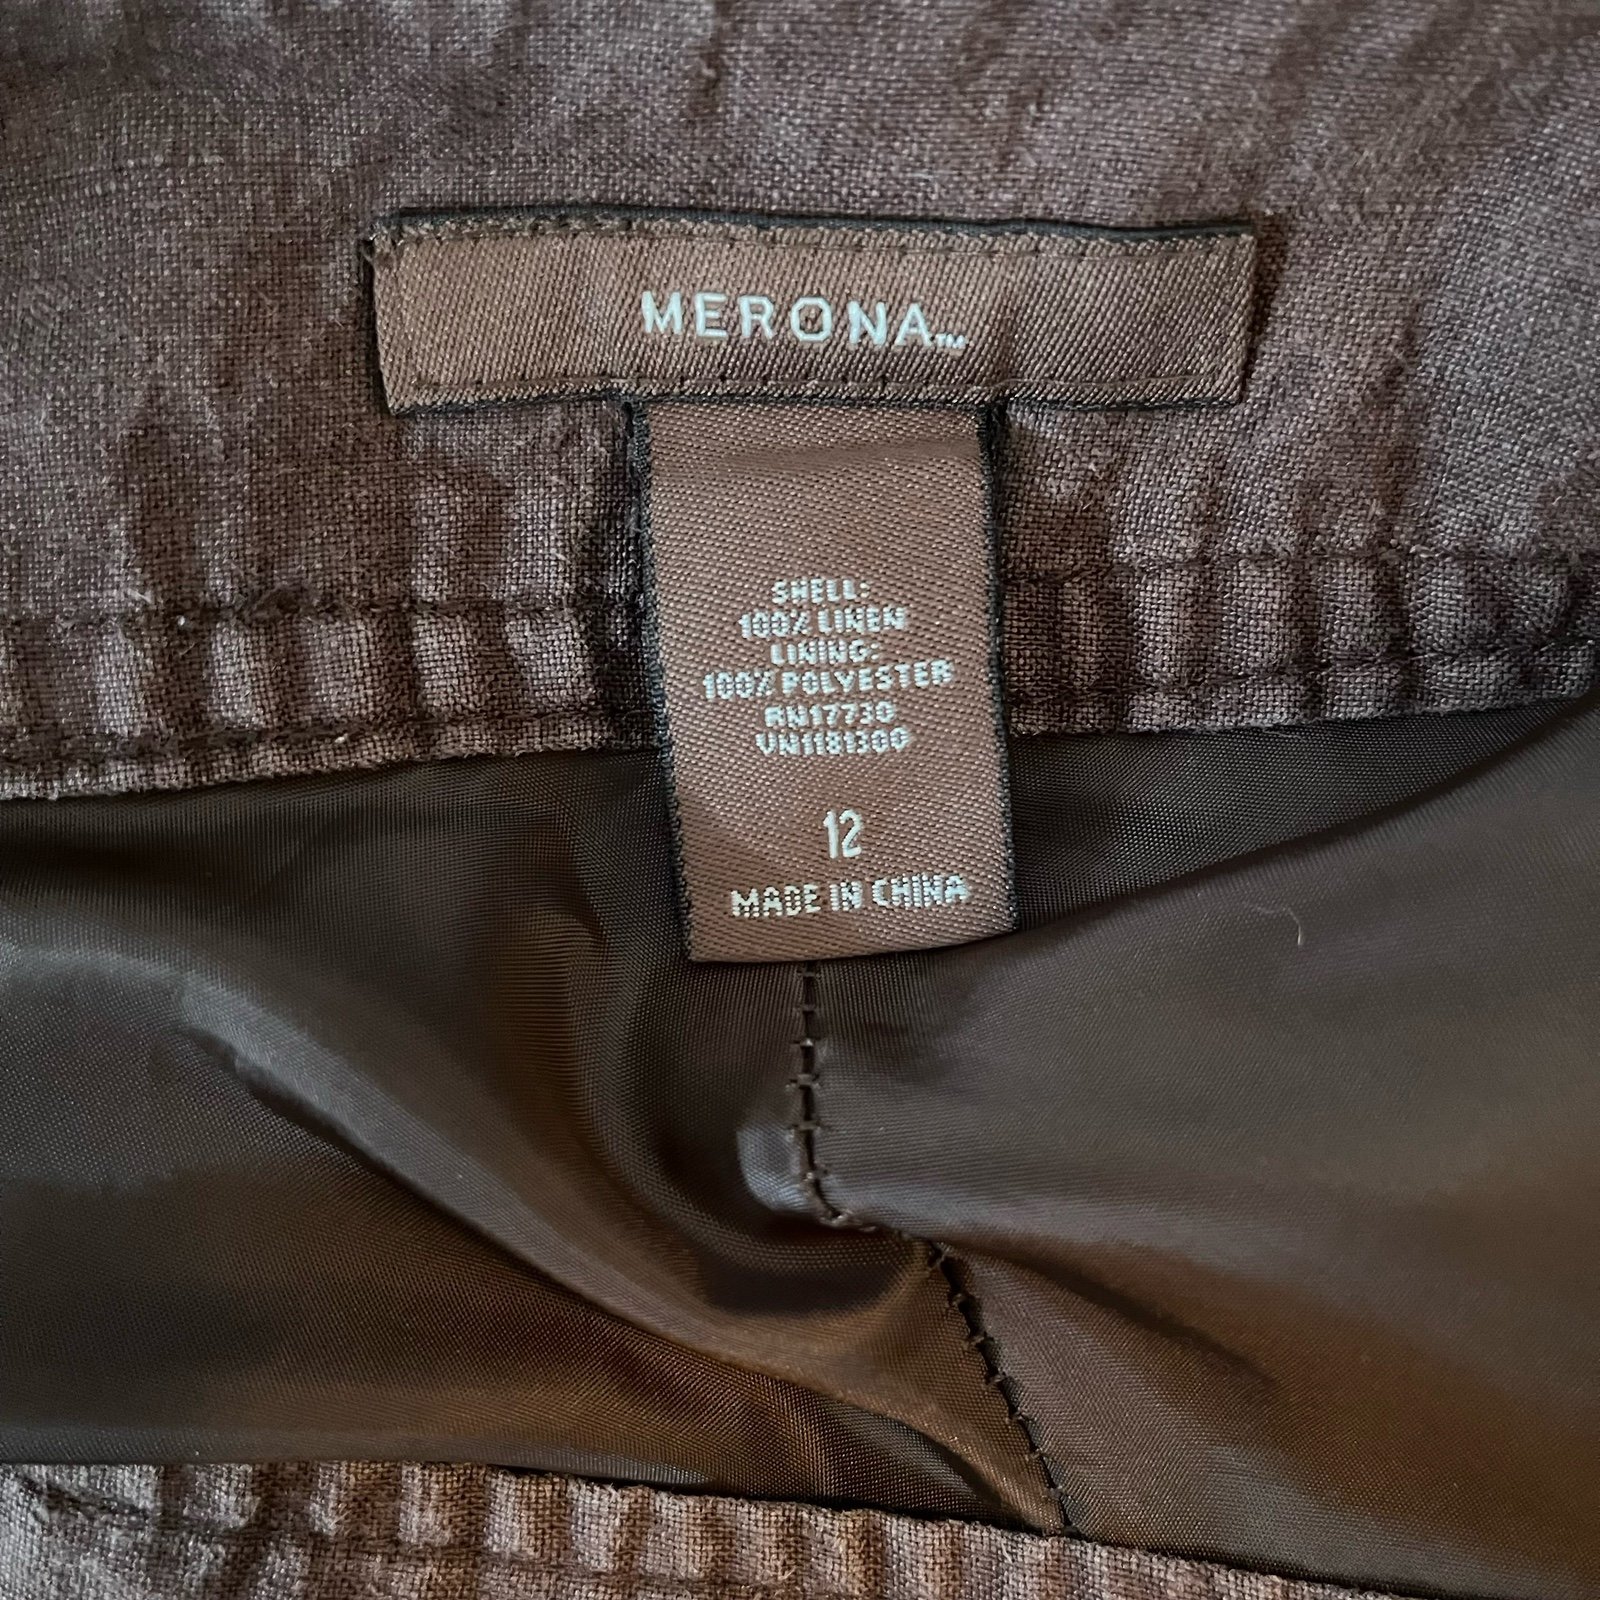 MERONA™
SHELL:
100% LINEN
LINING:
100% POLYESTER
RN17730
VN1181300
12
MADE IN CHINA